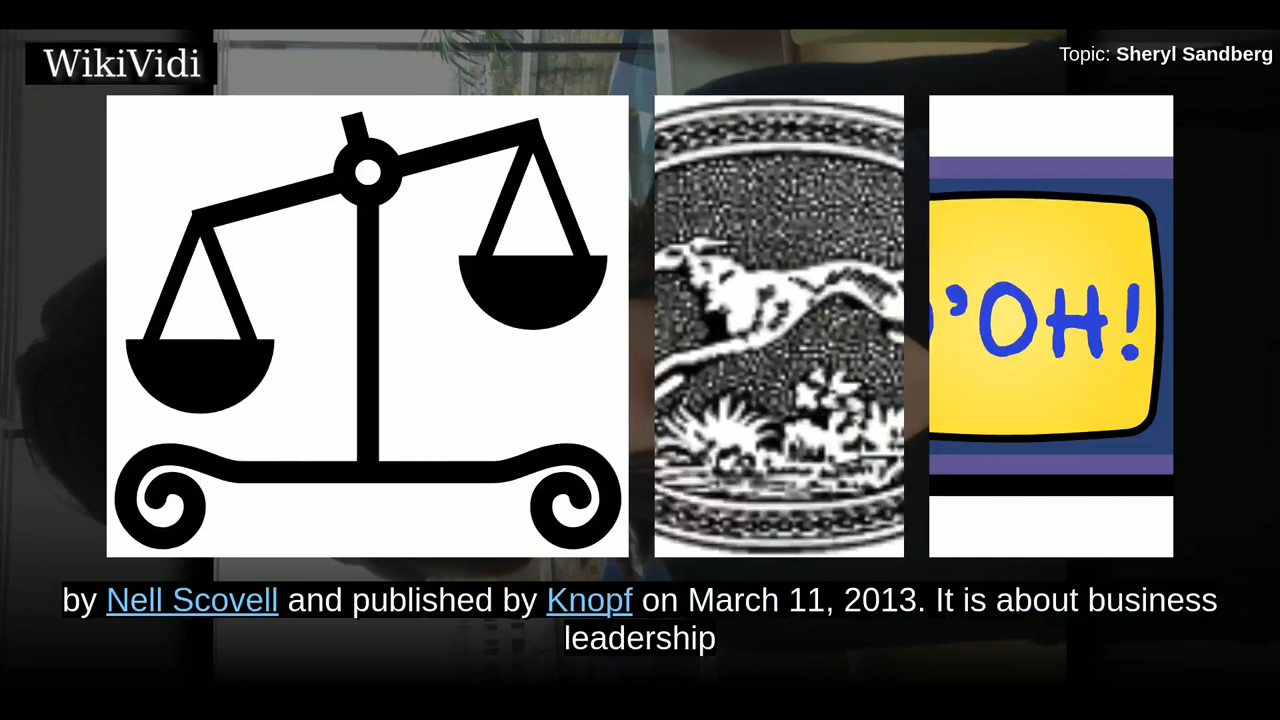 WikiVidi
Topic: Sheryl Sandberg
'OH!
by Nell Scovell and published by Knopf on March 11, 2013. It is about business
leadership